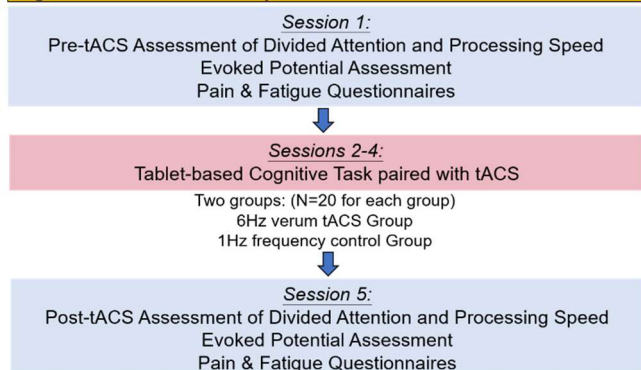 Session 1:
Pre-tACS Assessment of Divided Attention and Processing Speed
Evoked Potential Assessment
Pain & Fatigue Questionnaires
Sessions 2-4:
Tablet-based Cognitive Task paired with tACS
Two groups: (N=20 for each group)
6Hz verum tACS Group
1Hz frequency control Group
Session 5:
Post-tACS Assessment of Divided Attention and Processing Speed
Evoked Potential Assessment
Pain & Fatigue Questionnaires